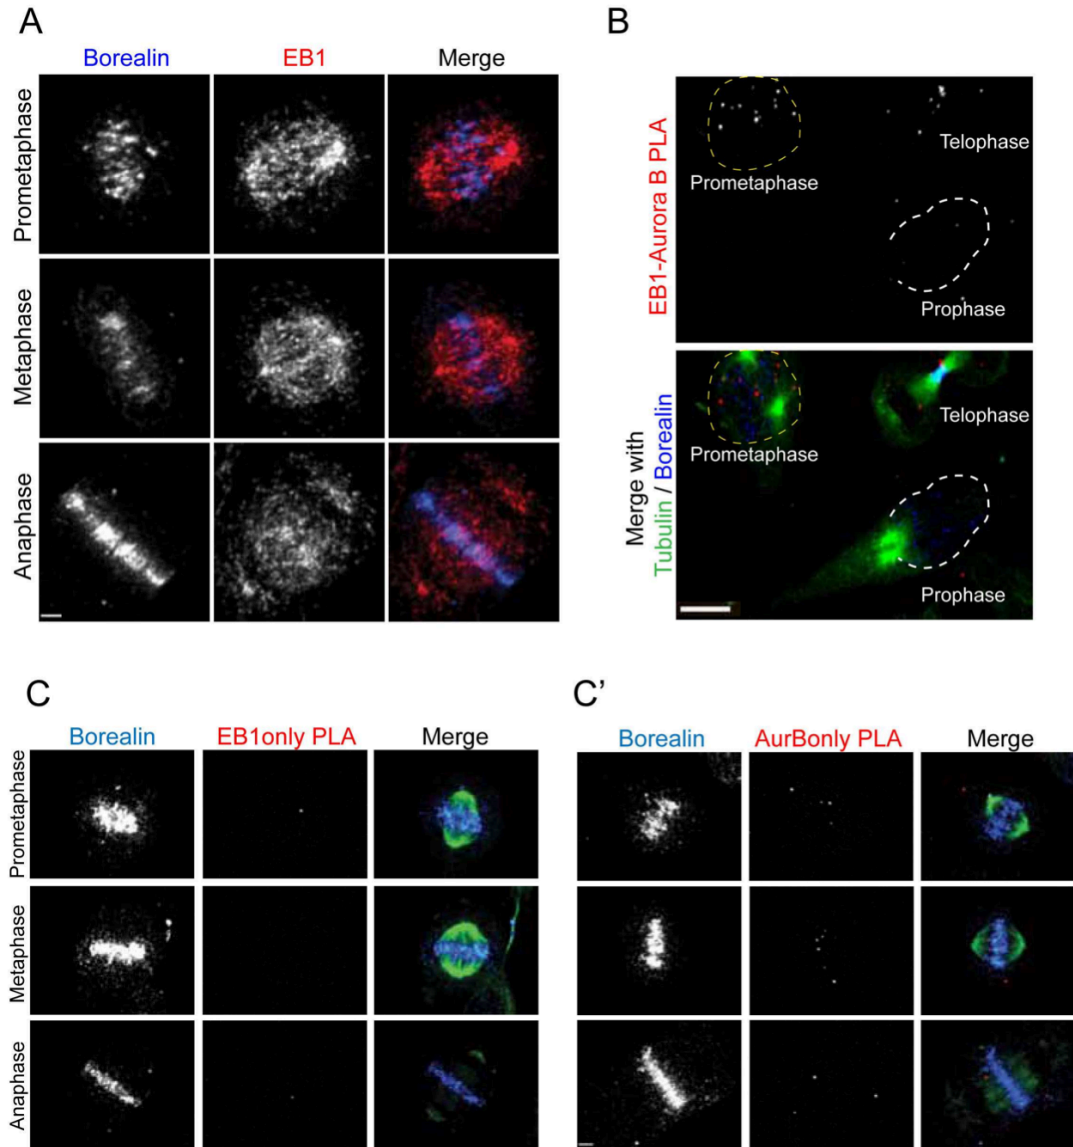 A
Borealin EB1 Merge
Prometaphase
Metaphase
Anaphase
B
EB1-Aurora B PLA
Telophase
Prometaphase
Prophase
Merge with
Tubulin / Borealin
Telophase
Prometaphase
Prophase
C
Borealin EB1only PLA Merge
Prometaphase
Metaphase
Anaphase
C’
Borealin AurBonly PLA Merge